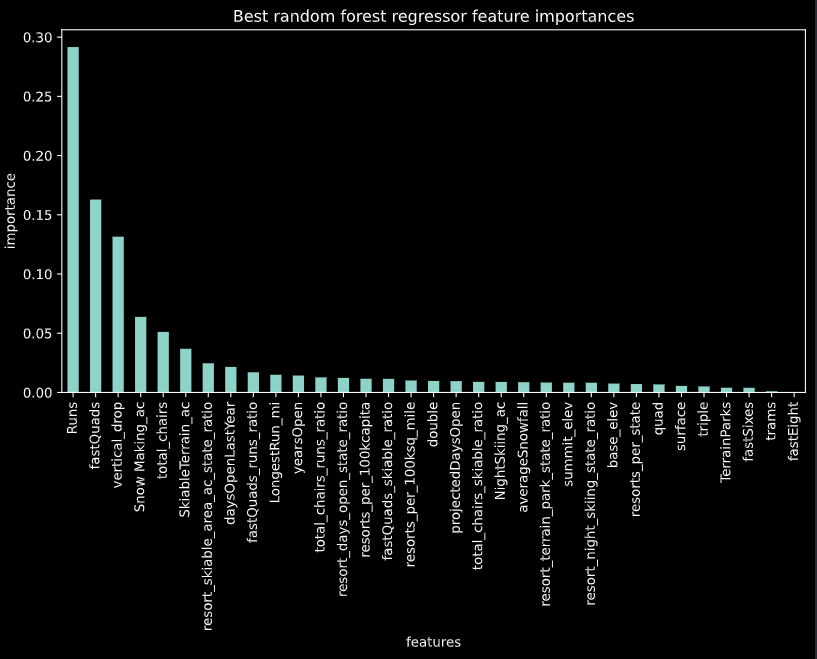 Best random forest regressor feature importances
importance
0.30
0.25
0.20
0.15
0.10
0.05
0.00
Runs
fastQuads
vertical_drop
Snow Making_ac
total_chairs
SkiableTerrain_ac
resort_skiable_area_ac_state_ratio
daysOpenLastYear
fastQuads_runs_ratio
LongestRun_mi
yearsOpen
total_chairs_runs_ratio
resort_days_open_state_ratio
resorts_per_100kcapita
fastQuads_skiable_ratio
resorts_per_100ksq_mile
double
projectedDaysOpen
total_chairs_skiable_ratio
NightSkiing_ac
averageSnowfall
resort_terrain_park_state_ratio
summit_elev
resort_night_skiing_state_ratio
base_elev
resorts_per_state
quad
surface
triple
TerrainParks
fastSixes
trams
fastEight
features